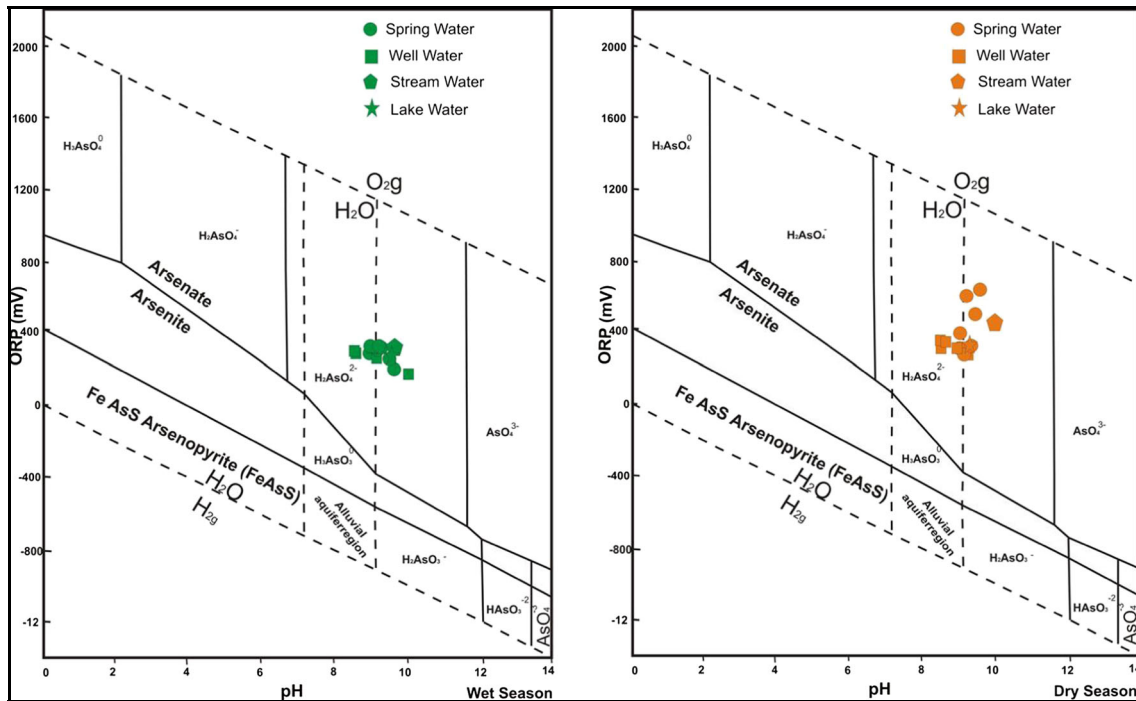 Spring Water
Well Water
Stream Water
Lake Water
ORP (mV)
2000
1600
1200
800
400
0
-400
-800
-12
H₃AsO₄⁰
H₂AsO₄⁻
O₂g
H₂O
Arsenate
Arsenite
H₂AsO₄²⁻
AsO₄³⁻
Fe AsS Arsenopyrite (FeAsS)
H₃AsO₃⁰
H₂O
H₂g
Alluvial
aquiferregion
H₂AsO₃⁻
HAsO₃⁻²
?
AsO₄
0
2
4
6
8
10
12
14
pH
Wet Season
Spring Water
Well Water
Stream Water
Lake Water
ORP (mV)
2000
1600
1200
800
400
0
-400
-800
-12
H₃AsO₄⁰
H₂AsO₄⁻
O₂g
H₂O
Arsenate
Arsenite
H₂AsO₄²⁻
AsO₄³⁻
Fe AsS Arsenopyrite (FeAsS)
H₃AsO₃⁰
H₂O
H₂g
Alluvial
aquiferregion
H₂AsO₃⁻
HAsO₃⁻²
?
AsO₄
0
2
4
6
8
10
12
pH
Dry Season